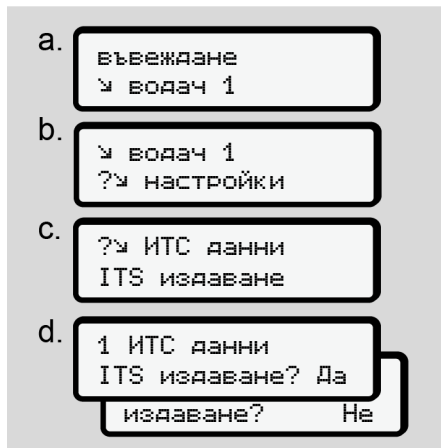 a.
въвеждане
↘ водач 1
b.
↘ водач 1
?↘ настройки
c.
?↘ ИТС данни
ITS издаване
d.
1 ИТС данни
ITS издаване? Да
издаване? Не